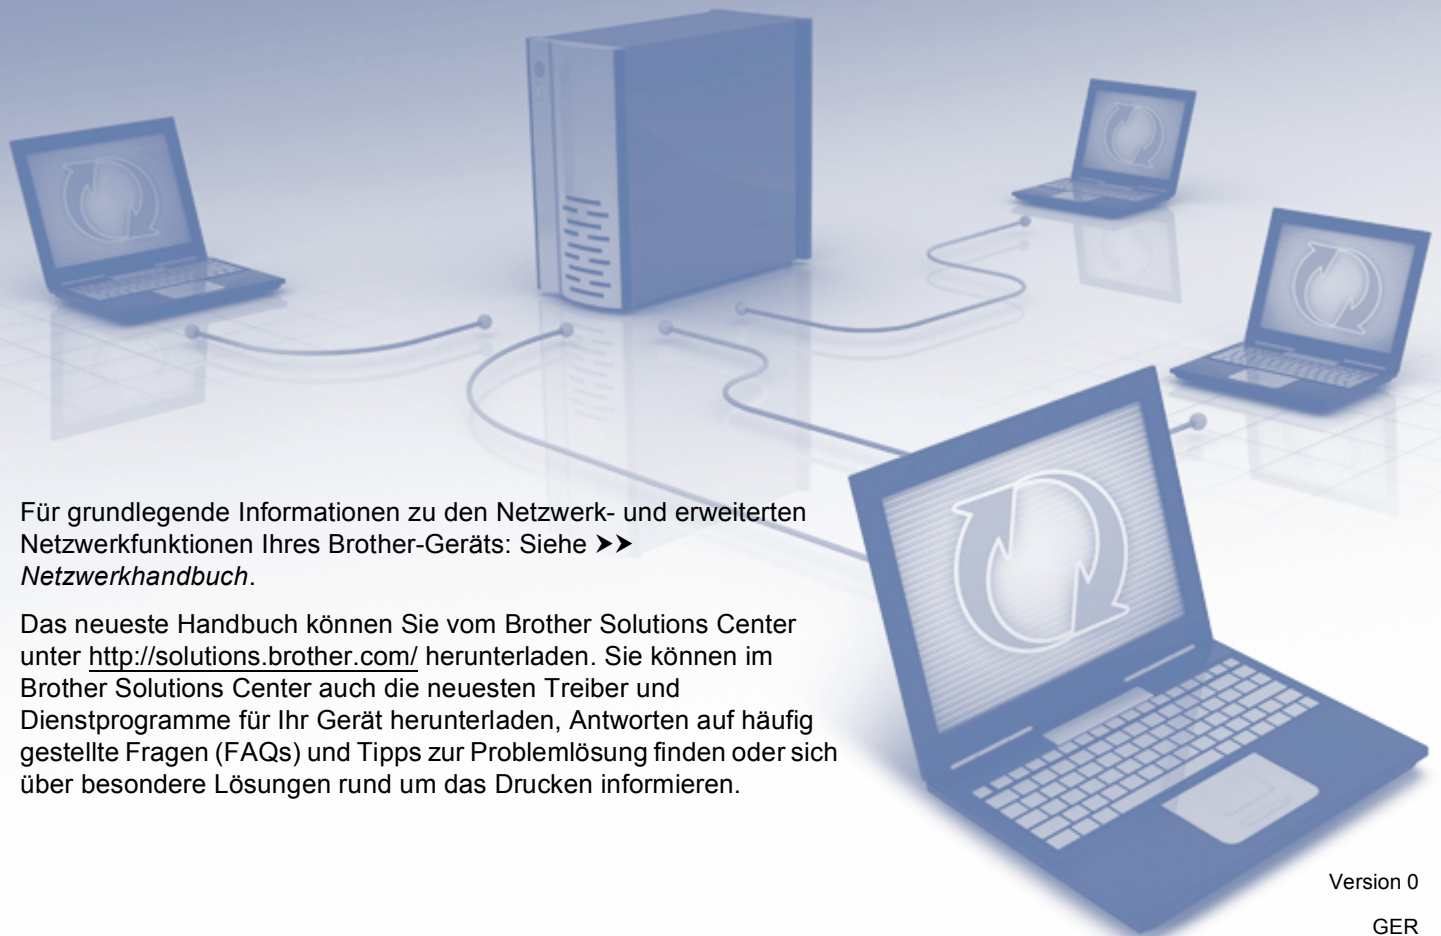 Für grundlegende Informationen zu den Netzwerk- und erweiterten
Netzwerkfunktionen Ihres Brother-Geräts: Siehe ➤➤
Netzwerkhandbuch.
Das neueste Handbuch können Sie vom Brother Solutions Center
unter http://solutions.brother.com/ herunterladen. Sie können im
Brother Solutions Center auch die neuesten Treiber und
Dienstprogramme für Ihr Gerät herunterladen, Antworten auf häufig
gestellte Fragen (FAQs) und Tipps zur Problemlösung finden oder sich
über besondere Lösungen rund um das Drucken informieren.
Version 0
GER